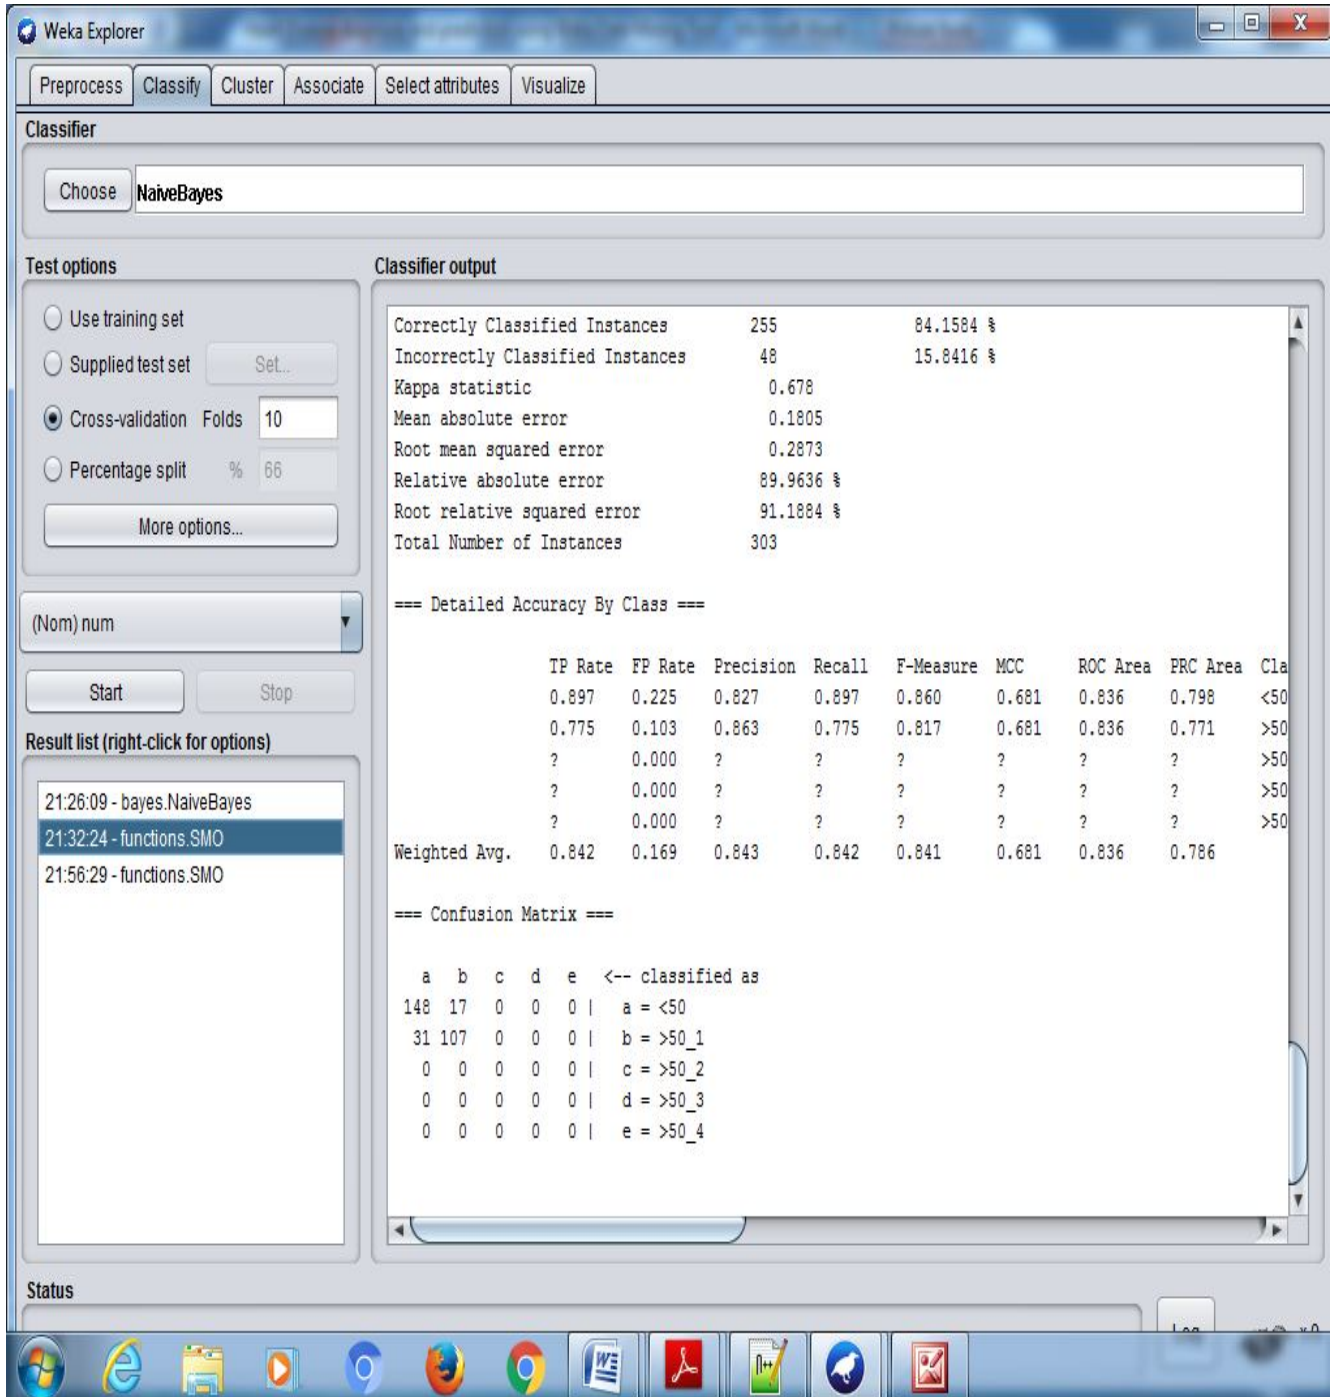 Weka Explorer
Preprocess Classify Cluster Associate Select attributes Visualize
Classifier
Choose NaiveBayes
Test options
Use training set
Supplied test set Set...
Cross-validation Folds 10
Percentage split % 66
More options...
(Nom) num
Start Stop
Result list (right-click for options)
21:26:09 - bayes.NaiveBayes
21:32:24 - functions.SMO
21:56:29 - functions.SMO
Classifier output
Correctly Classified Instances 255 84.1584 %
Incorrectly Classified Instances 48 15.8416 %
Kappa statistic 0.678
Mean absolute error 0.1805
Root mean squared error 0.2873
Relative absolute error 89.9636 %
Root relative squared error 91.1884 %
Total Number of Instances 303
=== Detailed Accuracy By Class ===
TP Rate FP Rate Precision Recall F-Measure MCC ROC Area PRC Area Cla
0.897 0.225 0.827 0.897 0.860 0.681 0.836 0.798 <50
0.775 0.103 0.863 0.775 0.817 0.681 0.836 0.771 >50
? 0.000 ? ? ? ? ? ? >50
? 0.000 ? ? ? ? ? ? >50
? 0.000 ? ? ? ? ? ? >50
Weighted Avg. 0.842 0.169 0.843 0.842 0.841 0.681 0.836 0.786
=== Confusion Matrix ===
a b c d e <-- classified as
148 17 0 0 0 | a = <50
31 107 0 0 0 | b = >50_1
0 0 0 0 0 | c = >50_2
0 0 0 0 0 | d = >50_3
0 0 0 0 0 | e = >50_4
Status
Log x 0